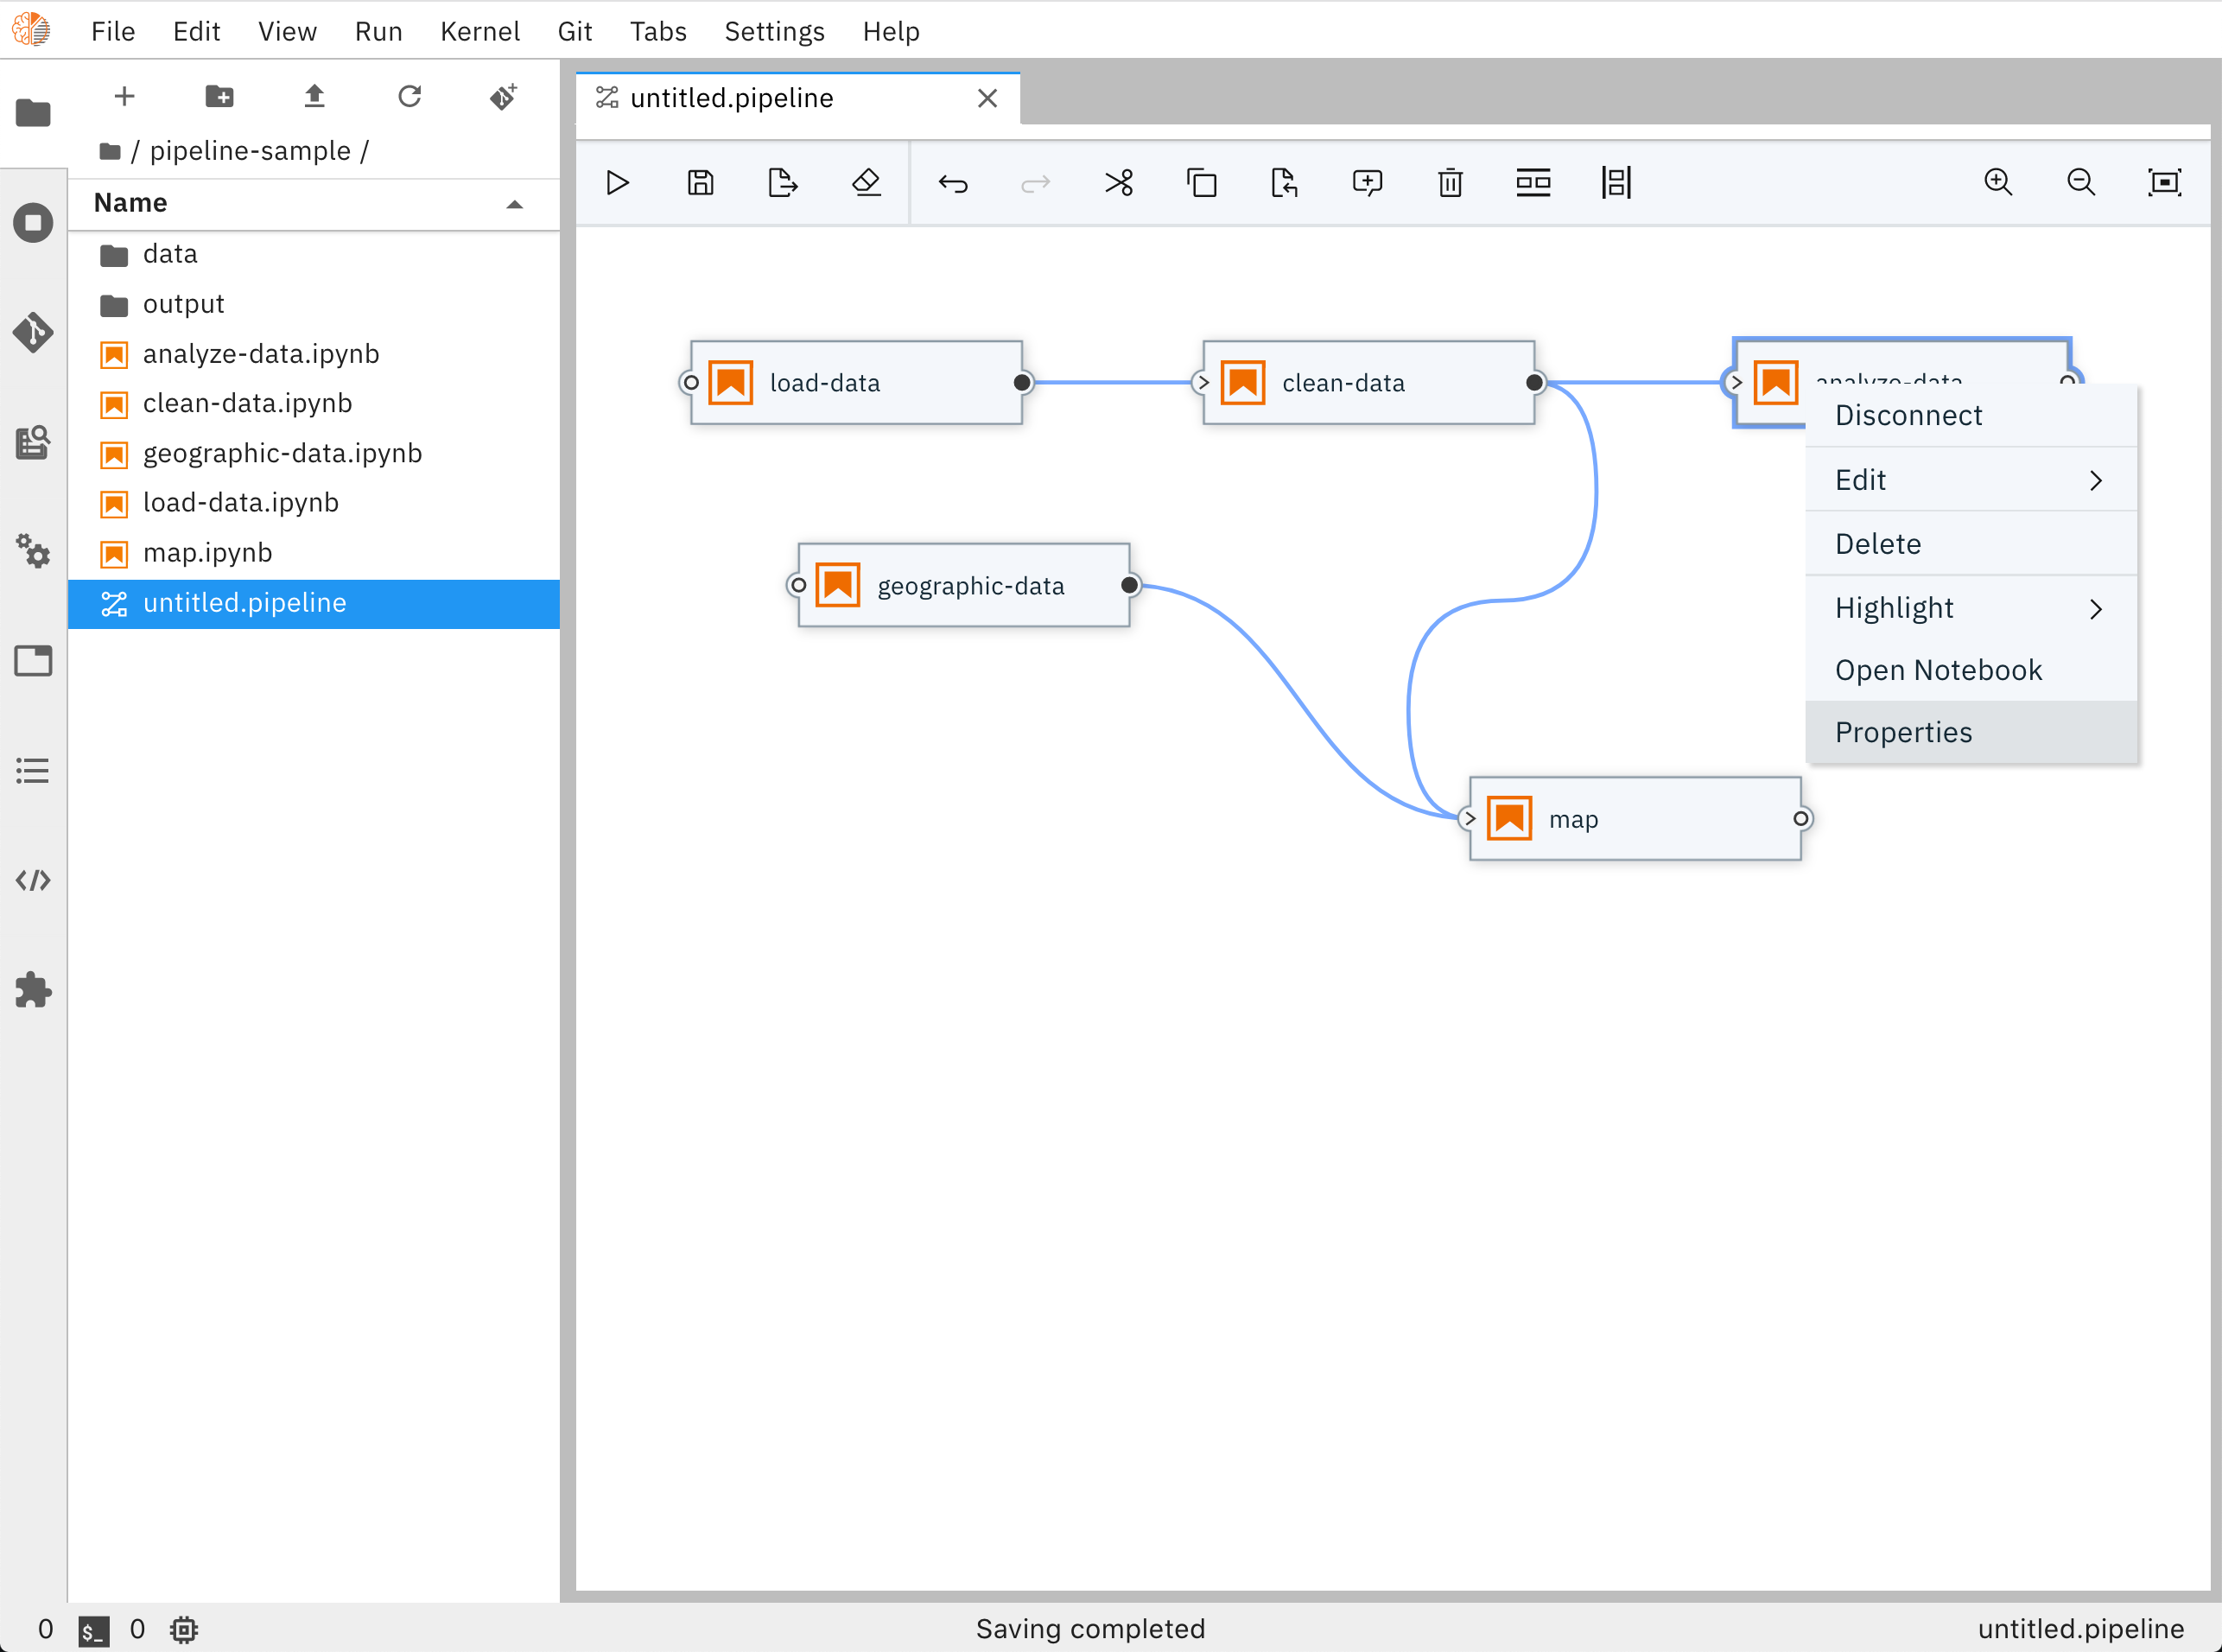 File Edit View Run Kernel Git Tabs Settings Help
/ pipeline-sample /
Name
data
output
analyze-data.ipynb
clean-data.ipynb
geographic-data.ipynb
load-data.ipynb
map.ipynb
untitled.pipeline
untitled.pipeline
load-data
clean-data
analyze-data
geographic-data
map
Disconnect
Edit
Delete
Highlight
Open Notebook
Properties
0 $_ 0
Saving completed
untitled.pipeline